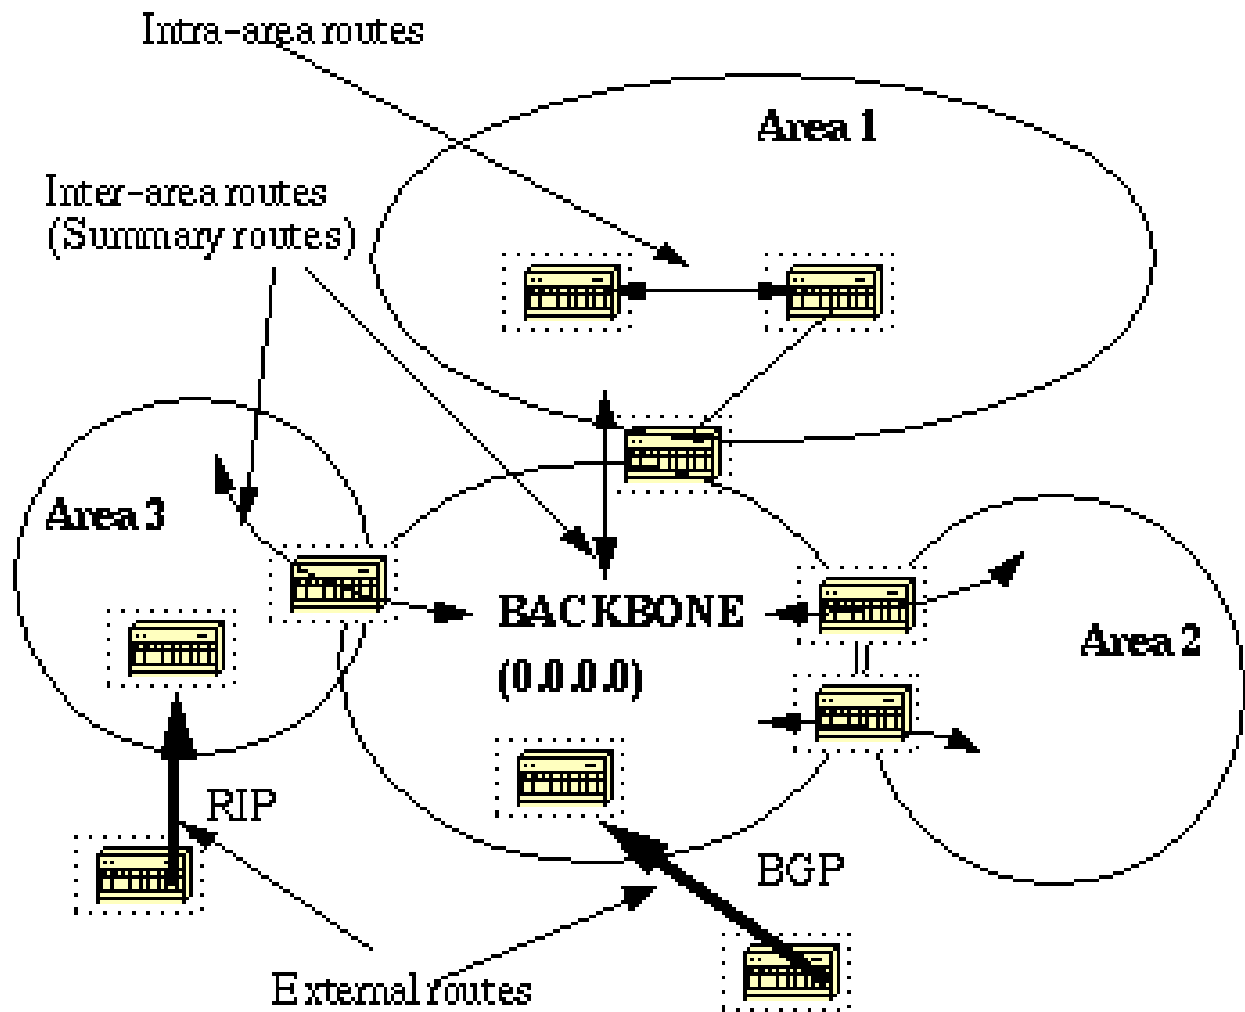 Intra-area routes
Area 1
Inter-area routes
(Summary routes)
Area 3
BACKBONE
(0.0.0.0)
Area 2
RIP
BGP
External routes